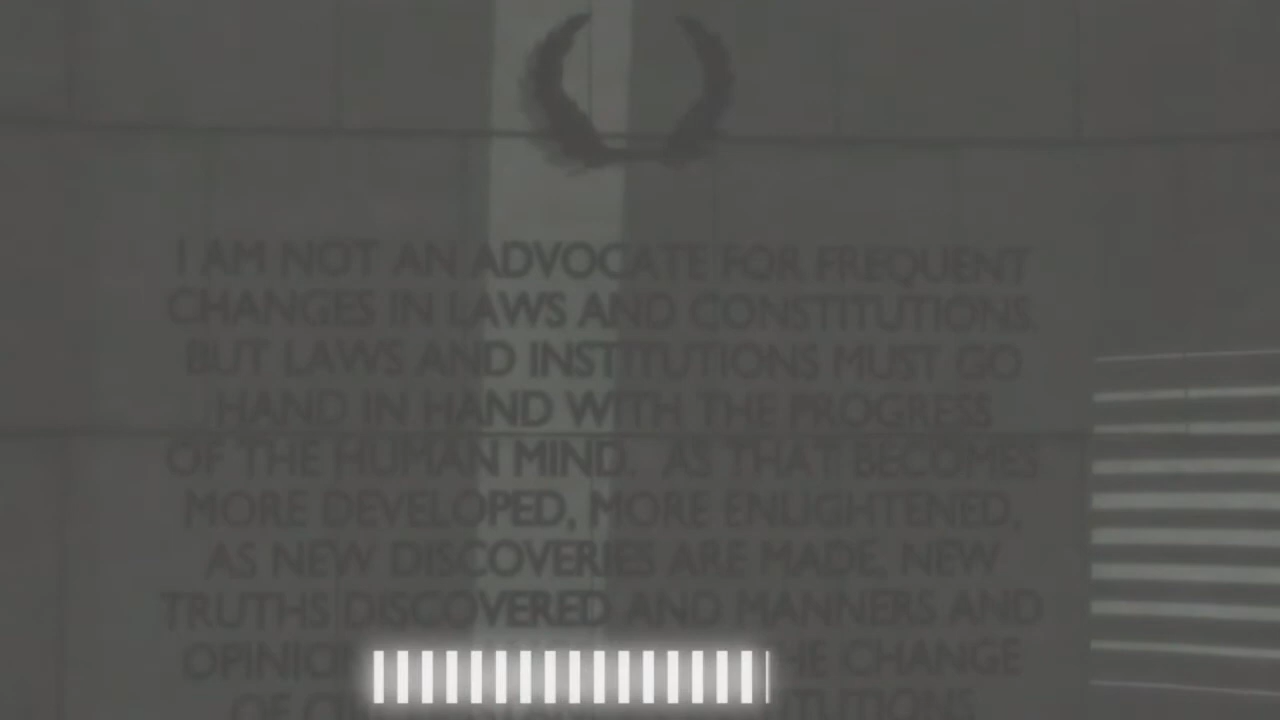 I AM NOT AN ADVOCATE FOR FREQUENT
CHANGES IN LAWS AND CONSTITUTIONS.
BUT LAWS AND INSTITUTIONS MUST GO
HAND IN HAND WITH THE PROGRESS
OF THE HUMAN MIND. AS THAT BECOMES
MORE DEVELOPED, MORE ENLIGHTENED,
AS NEW DISCOVERIES ARE MADE, NEW
TRUTHS DISCOVERED AND MANNERS AND
CHANGE
OF